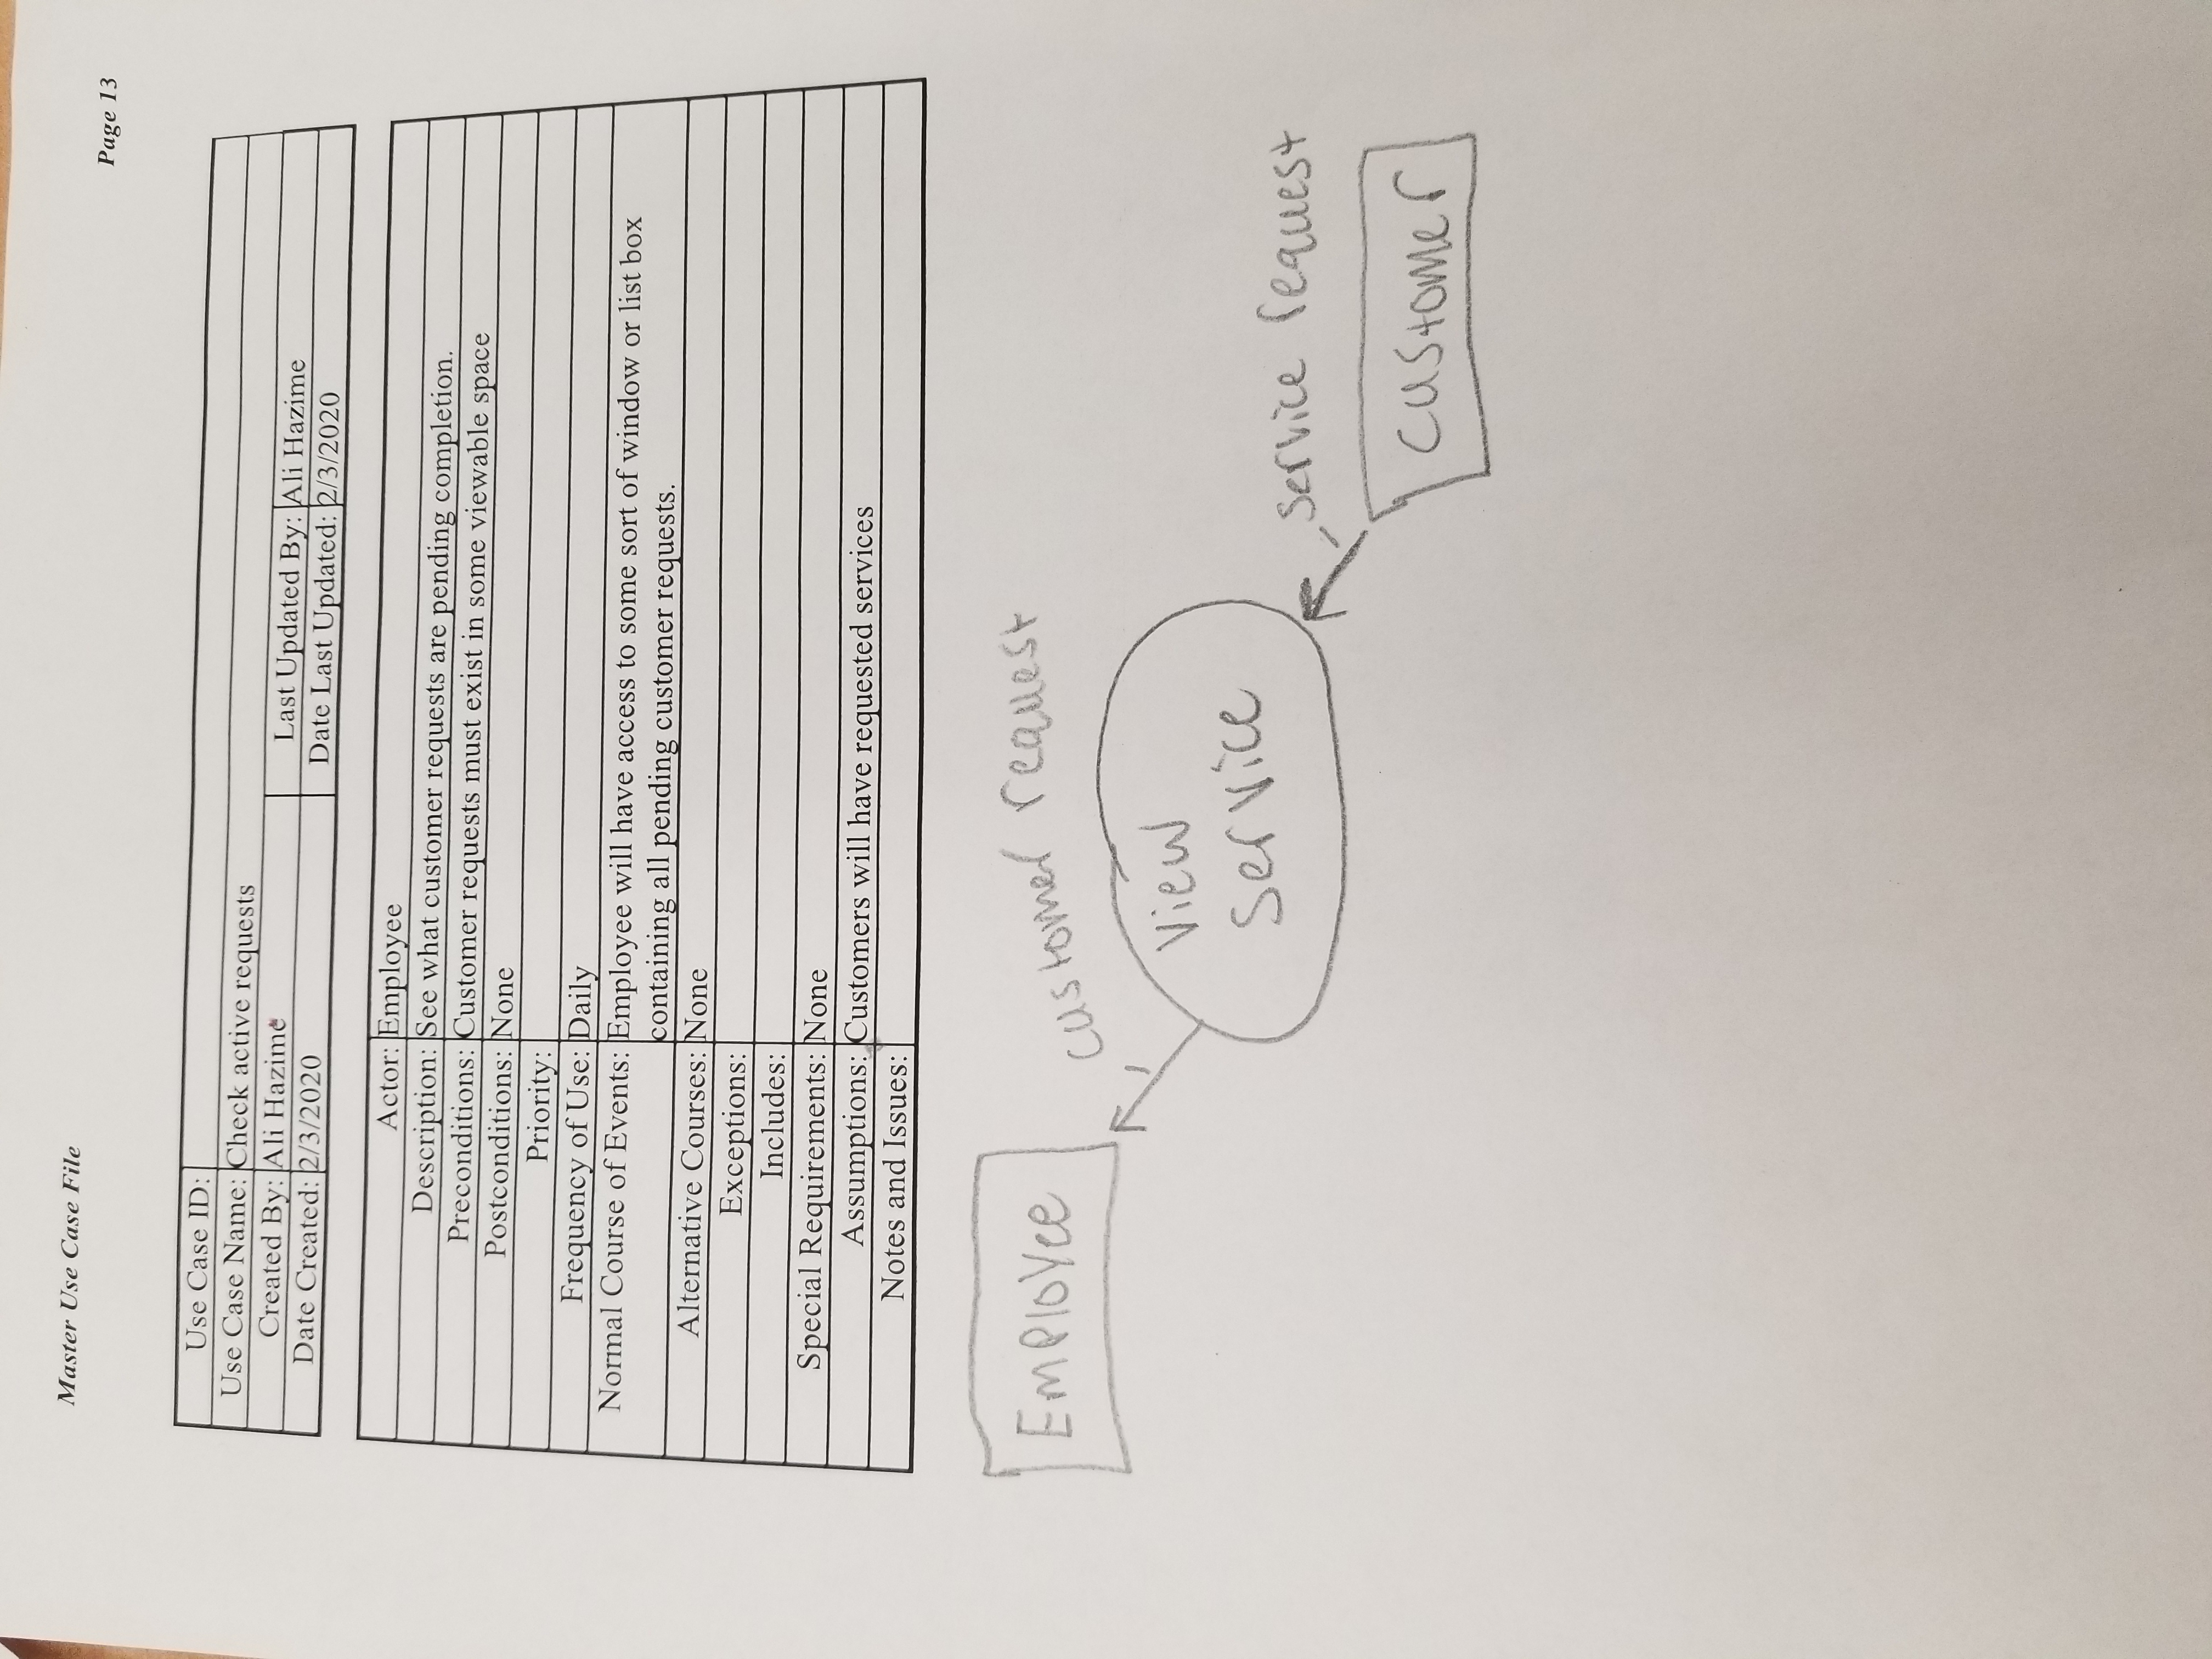 Master Use Case File
Page 13
Use Case ID:
Use Case Name: Check active requests
Created By: Ali Hazime Last Updated By: Ali Hazime
Date Created: 2/3/2020 Date Last Updated: 2/3/2020
Actor: Employee
Description: See what customer requests are pending completion.
Preconditions: Customer requests must exist in some viewable space
Postconditions: None
Priority:
Frequency of Use: Daily
Normal Course of Events: Employee will have access to some sort of window or list box
containing all pending customer requests.
Alternative Courses: None
Exceptions:
Includes:
Special Requirements: None
Assumptions: Customers will have requested services
Notes and Issues:
Employee
customer request
View
Service
service request
customer